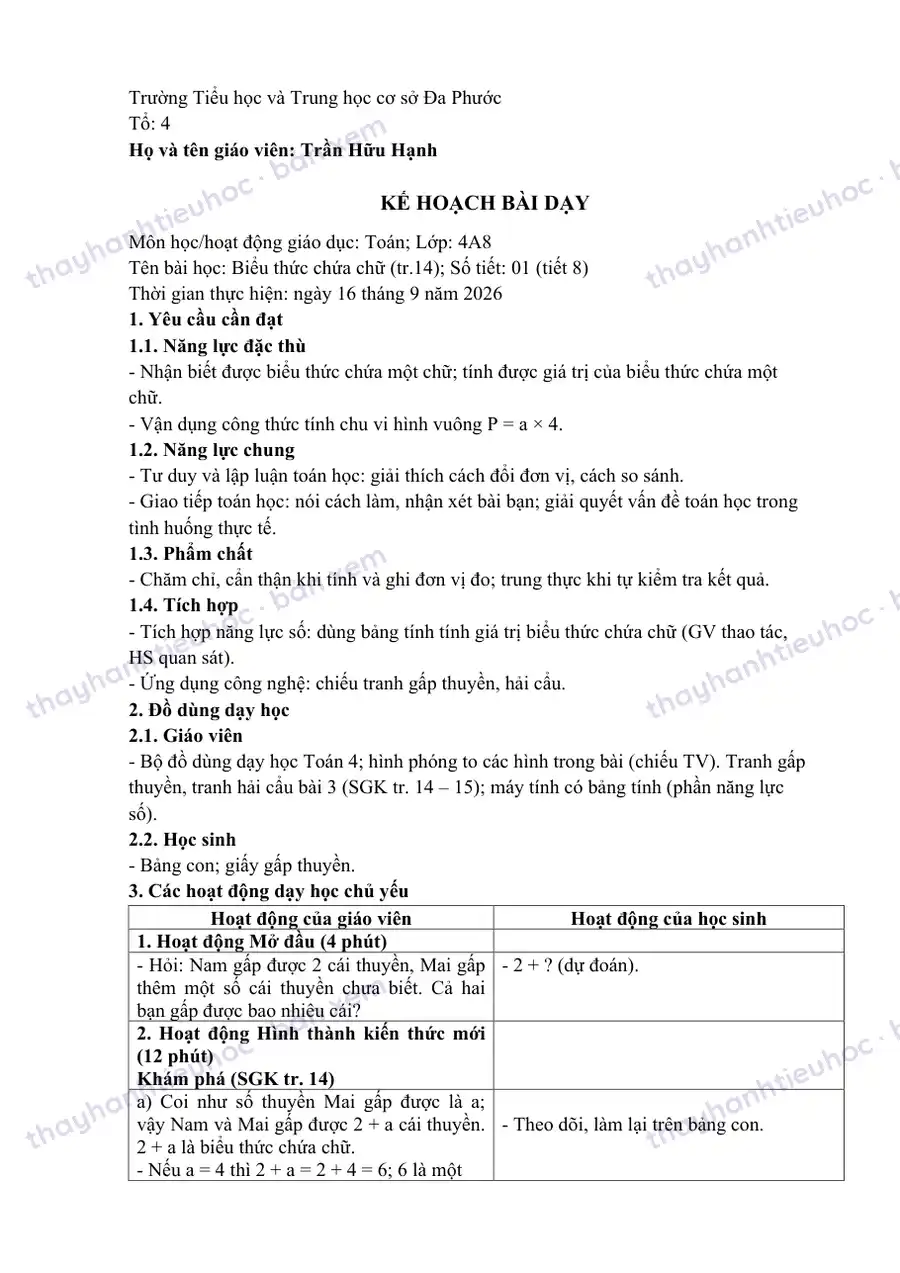 Trường Tiểu học và Trung học cơ sở Đa Phước
Tổ: 4
Họ và tên giáo viên: Trần Hữu Hạnh
KẾ HOẠCH BÀI DẠY
Môn học/hoạt động giáo dục: Toán; Lớp: 4A8
Tên bài học: Biểu thức chứa chữ (tr.14); Số tiết: 01 (tiết 8)
Thời gian thực hiện: ngày 16 tháng 9 năm 2026
1. Yêu cầu cần đạt
1.1. Năng lực đặc thù
- Nhận biết được biểu thức chứa một chữ; tính được giá trị của biểu thức chứa một
chữ.
- Vận dụng công thức tính chu vi hình vuông P = a × 4.
1.2. Năng lực chung
- Tư duy và lập luận toán học: giải thích cách đổi đơn vị, cách so sánh.
- Giao tiếp toán học: nói cách làm, nhận xét bài bạn; giải quyết vấn đề toán học trong
tình huống thực tế.
1.3. Phẩm chất
- Chăm chỉ, cẩn thận khi tính và ghi đơn vị đo; trung thực khi tự kiểm tra kết quả.
1.4. Tích hợp
- Tích hợp năng lực số: dùng bảng tính tính giá trị biểu thức chứa chữ (GV thao tác,
HS quan sát).
- Ứng dụng công nghệ: chiếu tranh gấp thuyền, hải cẩu.
2. Đồ dùng dạy học
2.1. Giáo viên
- Bộ đồ dùng dạy học Toán 4; hình phóng to các hình trong bài (chiếu TV). Tranh gấp
thuyền, tranh hải cẩu bài 3 (SGK tr. 14 – 15); máy tính có bảng tính (phần năng lực
số).
2.2. Học sinh
- Bảng con; giấy gấp thuyền.
3. Các hoạt động dạy học chủ yếu
Hoạt động của giáo viên
Hoạt động của học sinh
1. Hoạt động Mở đầu (4 phút)
- Hỏi: Nam gấp được 2 cái thuyền, Mai gấp
thêm một số cái thuyền chưa biết. Cả hai
bạn gấp được bao nhiêu cái?
- 2 + ? (dự đoán).
2. Hoạt động Hình thành kiến thức mới
(12 phút)
Khám phá (SGK tr. 14)
a) Coi như số thuyền Mai gấp được là a;
vậy Nam và Mai gấp được 2 + a cái thuyền.
2 + a là biểu thức chứa chữ.
- Nếu a = 4 thì 2 + a = 2 + 4 = 6; 6 là một
- Theo dõi, làm lại trên bảng con.
thayhanhtieuhoc · bản xem
thayhanhtieuhoc · b
thayhanhtieuhoc · bản xem
thayhanhtieuhoc · b
thayhanhtieuhoc · bản xem
thayhanhtieuhoc · b